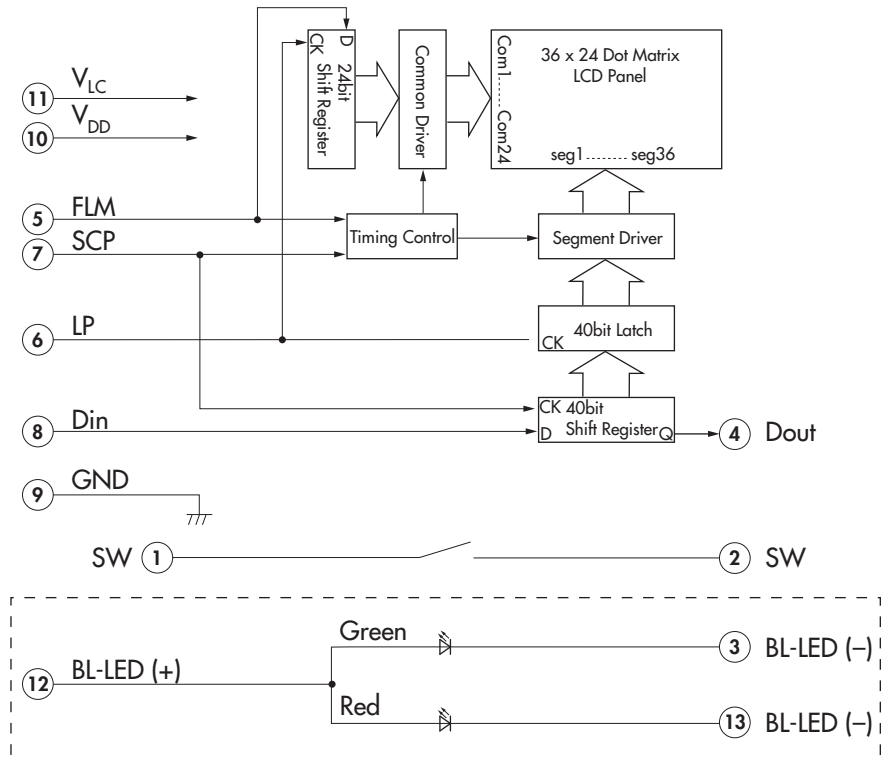 CK
D
24bit
Shift Register
Common Driver
Com1........Com24
36 x 24 Dot Matrix
LCD Panel
seg1........ seg36
11 VLC
10 VDD
5 FLM
7 SCP
Timing Control
Segment Driver
6 LP
CK
40bit Latch
8 Din
CK 40bit
D Shift Register Q
4 Dout
9 GND
SW 1
2 SW
Green
3 BL-LED (–)
12 BL-LED (+)
Red
13 BL-LED (–)